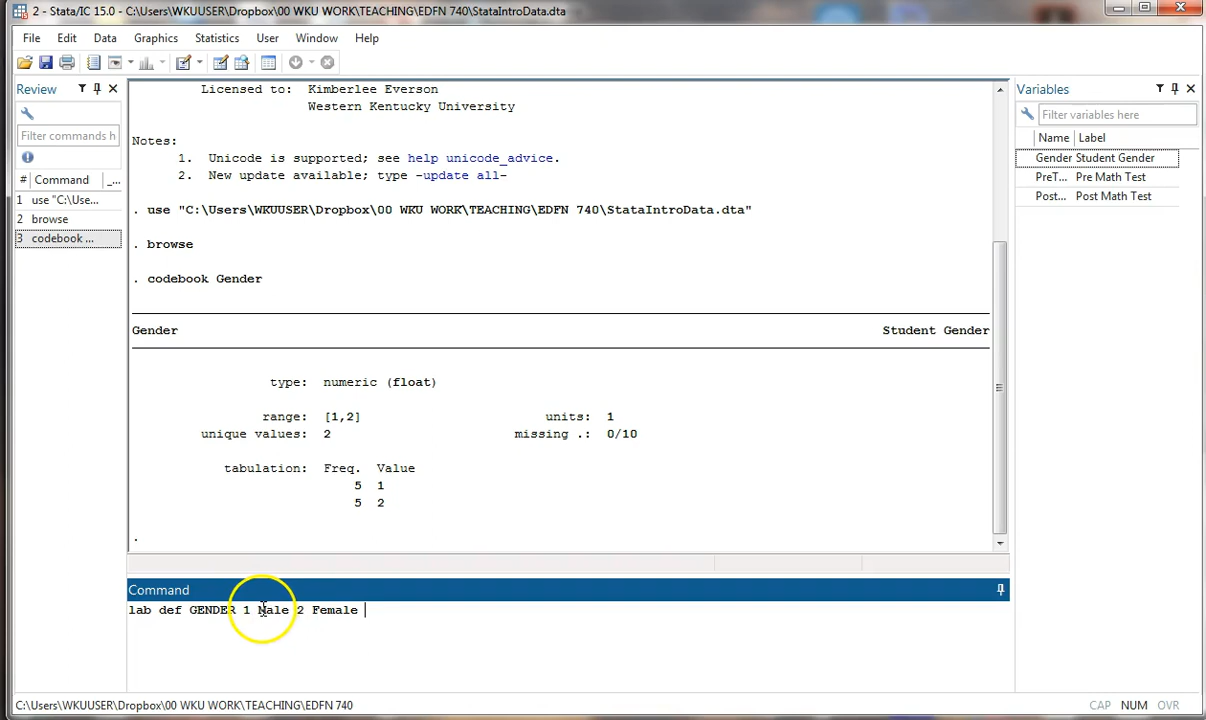 2 - Stata/IC 15.0 - C:\Users\WKUUSER\Dropbox\00 WKU WORK\TEACHING\EDFN 740\StataIntroData.dta
File Edit Data Graphics Statistics User Window Help
Review
Filter commands h
# Command _...
1 use "C:\Use...
2 browse
3 codebook ...
Licensed to: Kimberlee Everson
Western Kentucky University
Notes:
1. Unicode is supported; see help unicode_advice.
2. New update available; type -update all-
. use "C:\Users\WKUUSER\Dropbox\00 WKU WORK\TEACHING\EDFN 740\StataIntroData.dta"
. browse
. codebook Gender
Gender Student Gender
type: numeric (float)
range: [1,2] units: 1
unique values: 2 missing .: 0/10
tabulation: Freq. Value
5 1
5 2
.
Command
lab def GENDER 1 Male 2 Female
Variables
Filter variables here
Name Label
Gender Student Gender
PreT... Pre Math Test
Post... Post Math Test
C:\Users\WKUUSER\Dropbox\00 WKU WORK\TEACHING\EDFN 740
CAP NUM OVR